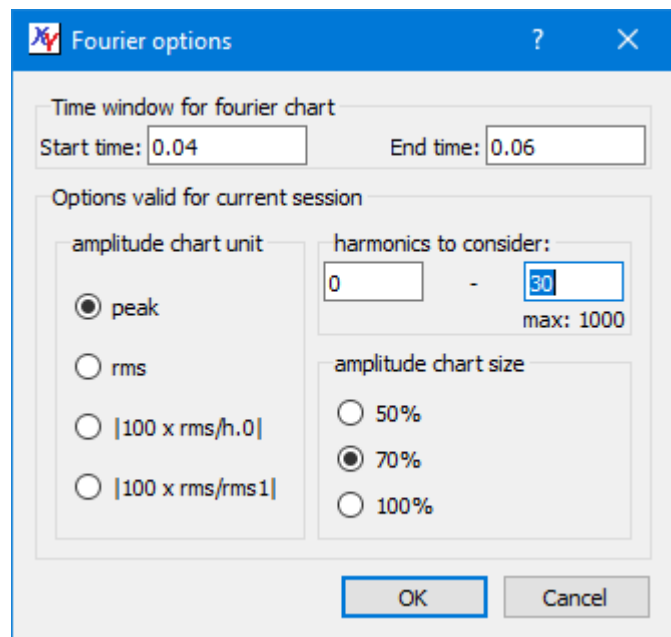 XY Fourier options ? ×
Time window for fourier chart
Start time: 0.04 End time: 0.06
Options valid for current session
amplitude chart unit
peak
rms
|100 x rms/h.0|
|100 x rms/rms1|
harmonics to consider:
0 - 30
max: 1000
amplitude chart size
50%
70%
100%
OK Cancel